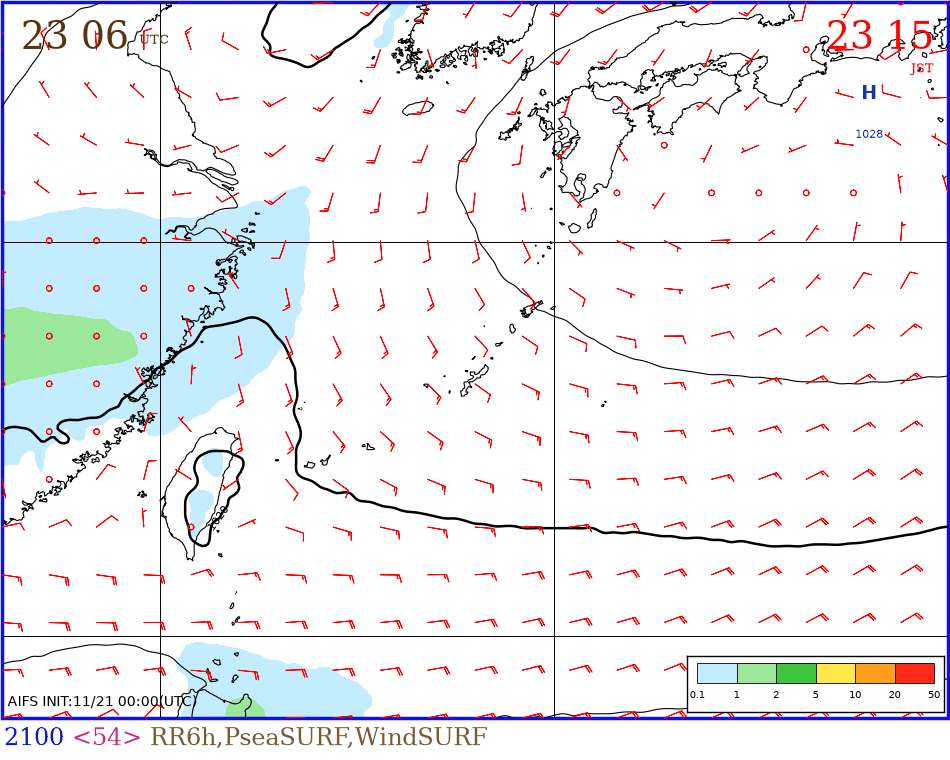 23 06 UTC
23 15
JST
H
1028
1020
0.1 1 2 5 10 20 50
AIFS INIT:11/21 00:00(UTC)
2100 <54> RR6h,PseaSURF,WindSURF